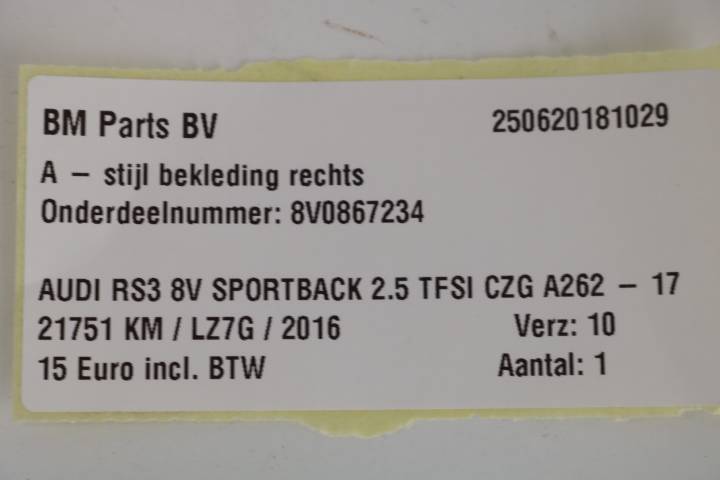 BM Parts BV 250620181029
A – stijl bekleding rechts
Onderdeelnummer: 8V0867234
AUDI RS3 8V SPORTBACK 2.5 TFSI CZG A262 – 17
21751 KM / LZ7G / 2016 Verz: 10
15 Euro incl. BTW Aantal: 1